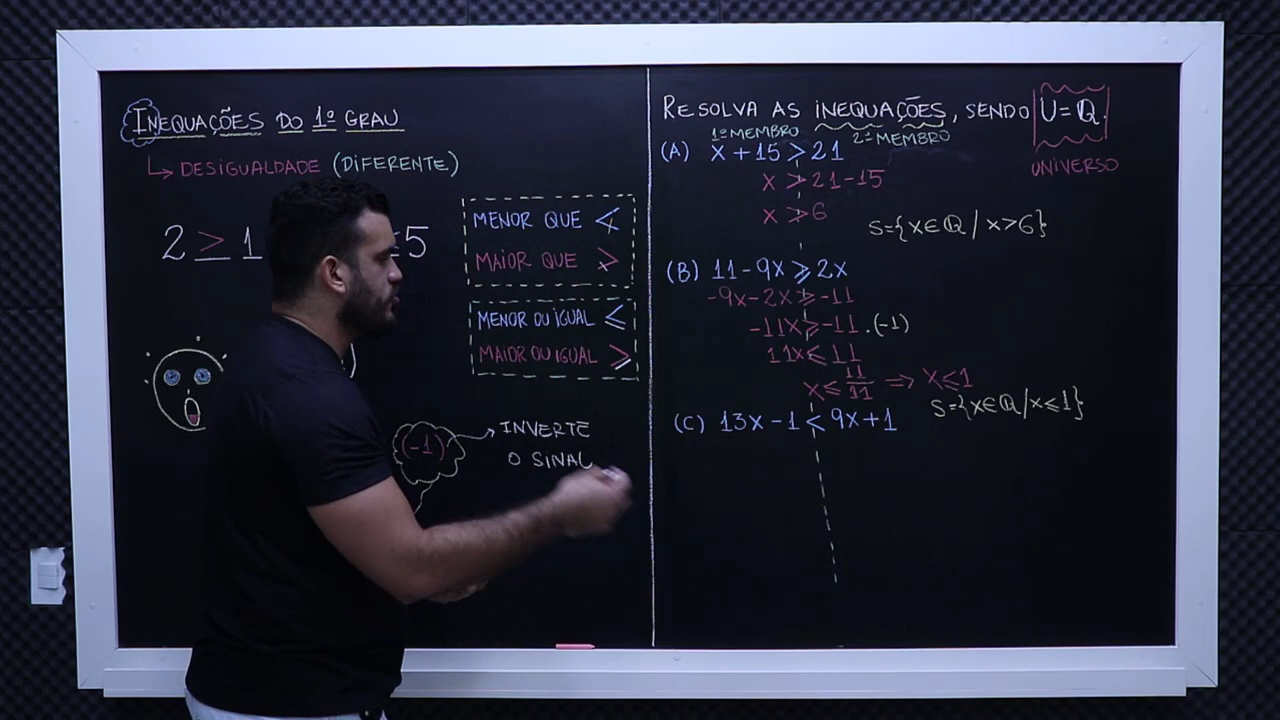 INEQUAÇÕES DO 1º GRAU
↳ DESIGUALDADE (DIFERENTE)
2 ≥ 1
5
MENOR QUE <
MAIOR QUE >
MENOR OU IGUAL ≤
MAIOR OU IGUAL ≥
(-1) → INVERTE
O SINAL
RESOLVA AS INEQUAÇÕES, SENDO U=ℚ.
UNIVERSO
1º MEMBRO 2º MEMBRO
(A) X + 15 > 21
X > 21-15
X > 6
S={X∈ℚ / X>6}
(B) 11-9X ≥ 2X
-9X-2X ≥ -11
-11X ≥ -11 .(-1)
11X ≤ 11
X ≤ 11/11 => X≤1
S={X∈ℚ/X≤1}
(C) 13X-1 < 9X+1